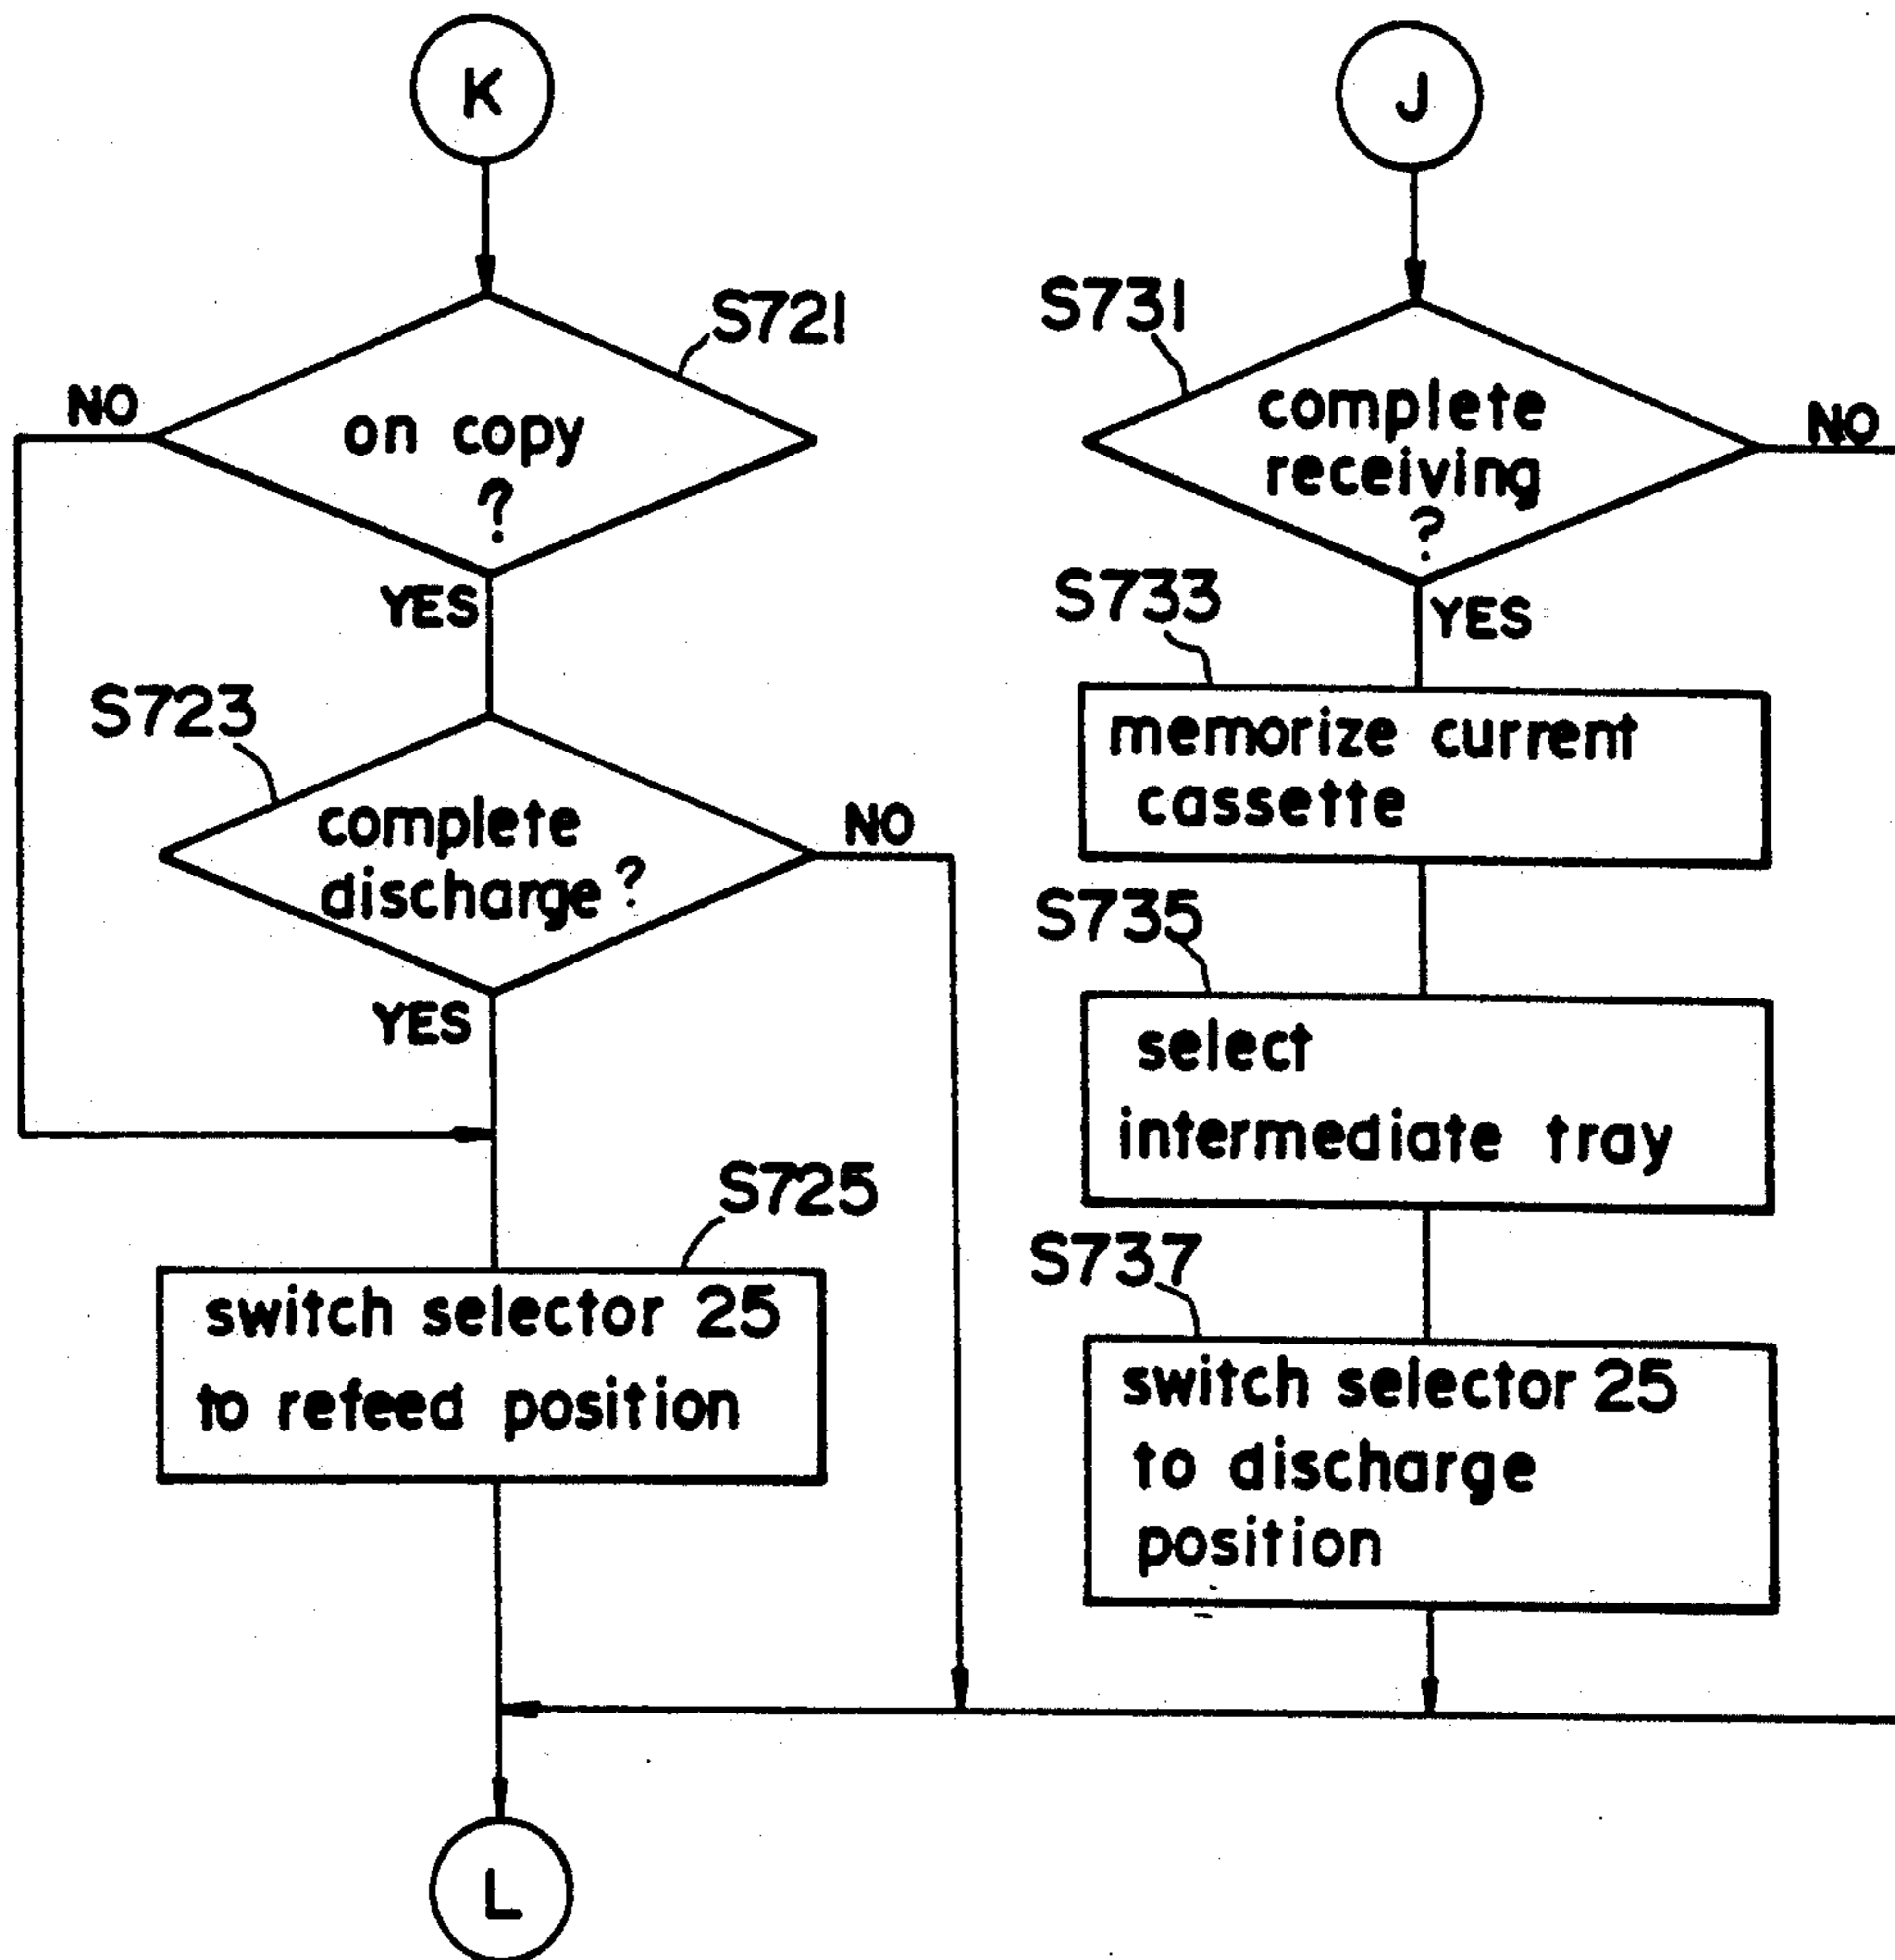 K
S721
NO
on copy
?
YES
S723
complete
discharge ?
NO
YES
S725
switch selector 25
to refeed position
L
J
S731
complete
receiving
?
NO
YES
S733
memorize current
cassette
S735
select
intermediate tray
S737
switch selector 25
to discharge
position